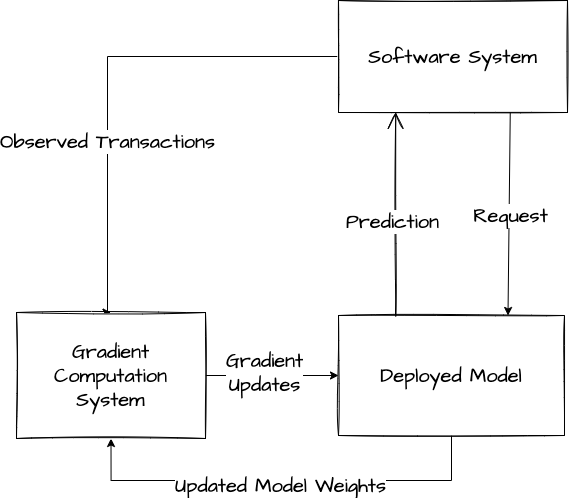 Software System
Observed Transactions
Prediction
Request
Gradient
Computation
System
Gradient
Updates
Deployed Model
Updated Model Weights